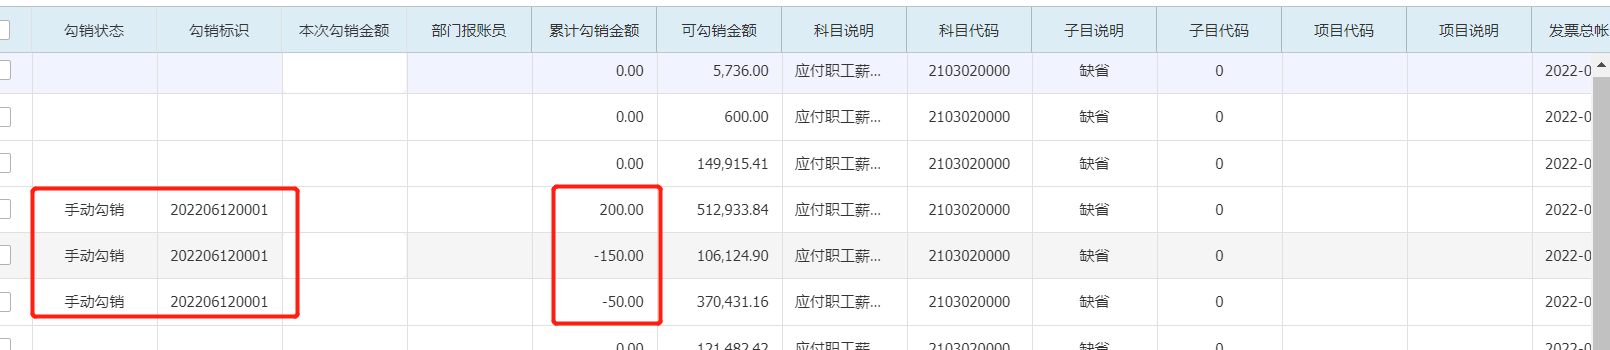 勾销状态 勾销标识 本次勾销金额 部门报账员 累计勾销金额 可勾销金额 科目说明 科目代码 子目说明 子目代码 项目代码 项目说明 发票总帐
0.00 5,736.00 应付职工薪... 2103020000 缺省 0 2022-0
0.00 600.00 应付职工薪... 2103020000 缺省 0 2022-0
0.00 149,915.41 应付职工薪... 2103020000 缺省 0 2022-0
手动勾销 202206120001 200.00 512,933.84 应付职工薪... 2103020000 缺省 0 2022-0
手动勾销 202206120001 -150.00 106,124.90 应付职工薪... 2103020000 缺省 0 2022-0
手动勾销 202206120001 -50.00 370,431.16 应付职工薪... 2103020000 缺省 0 2022-0
0.00 121,482.42 应付职工薪... 2103020000 缺省 0 2022-0